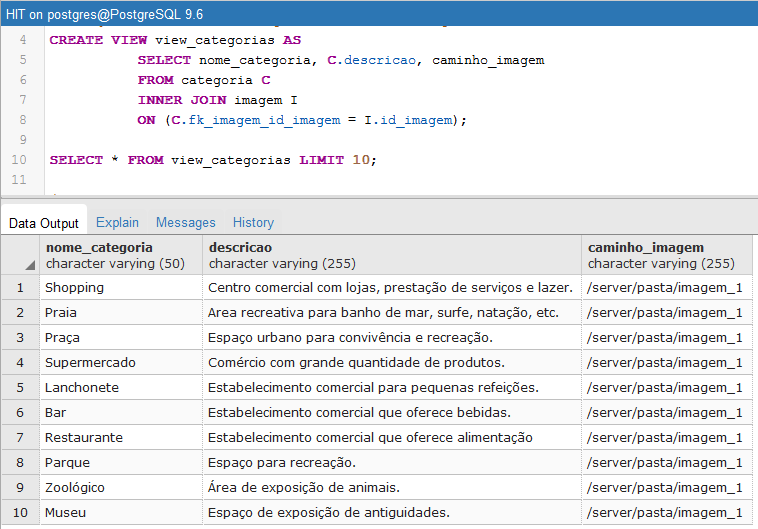 HIT on postgres@PostgreSQL 9.6
4 CREATE VIEW view_categorias AS
5 SELECT nome_categoria, C.descricao, caminho_imagem
6 FROM categoria C
7 INNER JOIN imagem I
8 ON (C.fk_imagem_id_imagem = I.id_imagem);
9
10 SELECT * FROM view_categorias LIMIT 10;
11
Data Output Explain Messages History
nome_categoria descricao caminho_imagem
character varying (50) character varying (255) character varying (255)
1 Shopping Centro comercial com lojas, prestação de serviços e lazer. /server/pasta/imagem_1
2 Praia Area recreativa para banho de mar, surfe, natação, etc. /server/pasta/imagem_1
3 Praça Espaço urbano para convivência e recreação. /server/pasta/imagem_1
4 Supermercado Comércio com grande quantidade de produtos. /server/pasta/imagem_1
5 Lanchonete Estabelecimento comercial para pequenas refeições. /server/pasta/imagem_1
6 Bar Estabelecimento comercial que oferece bebidas. /server/pasta/imagem_1
7 Restaurante Estabelecimento comercial que oferece alimentação /server/pasta/imagem_1
8 Parque Espaço para recreação. /server/pasta/imagem_1
9 Zoológico Área de exposição de animais. /server/pasta/imagem_1
10 Museu Espaço de exposição de antiguidades. /server/pasta/imagem_1